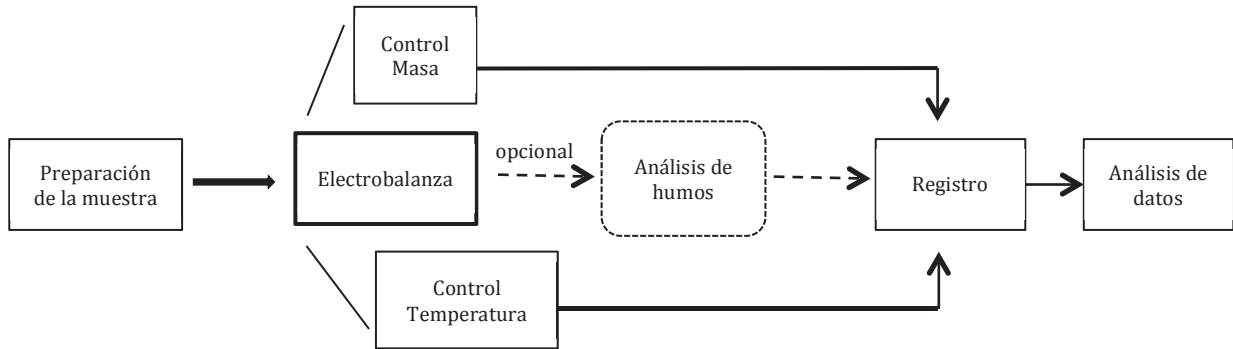 Control
Masa
Preparación
de la muestra
Electrobalanza
opcional
Análisis de
humos
Registro
Análisis de
datos
Control
Temperatura